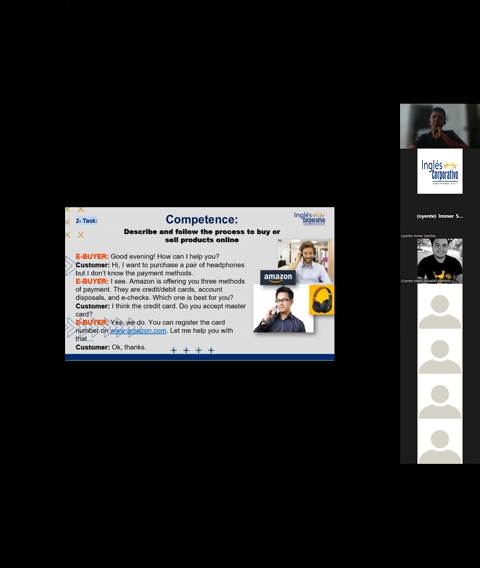 2- Task:
Competence:
Describe and follow the process to buy or
sell products online
Inglés
Corporativo
E-BUYER: Good evening! How can I help you?
Customer: Hi, I want to purchase a pair of headphones
but I don't know the payment methods.
E-BUYER: I see. Amazon is offering you three methods
of payment. They are credit/debit cards, account
disposals, and e-checks. Which one is best for you?
Customer: I think the credit card. Do you accept master
card?
E-BUYER: Yes, we do. You can register the card
number on www.amazon.com. Let me help you with
that...
Customer: Ok, thanks.
amazon
Inglés
Corporativo
(oyente) Immer S...
(oyente) Immer Sanchez